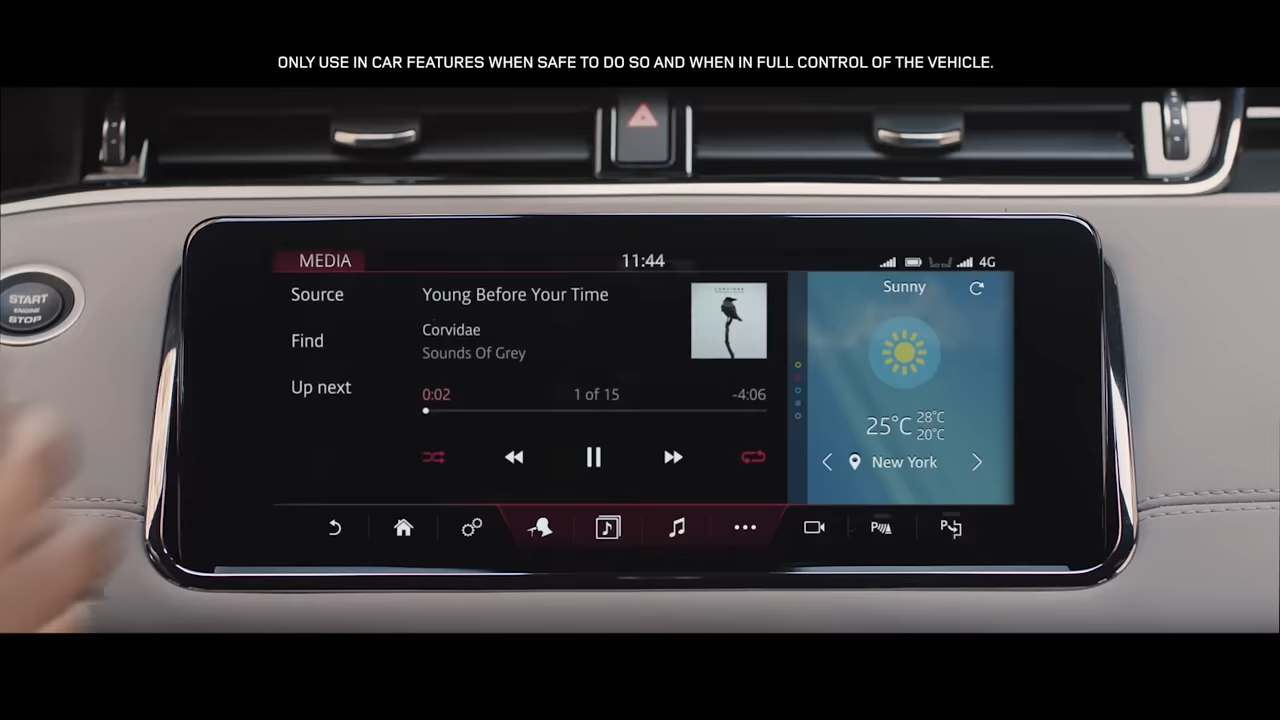 ONLY USE IN CAR FEATURES WHEN SAFE TO DO SO AND WHEN IN FULL CONTROL OF THE VEHICLE.
START
ENGINE
STOP
MEDIA
11:44
4G
Source
Find
Up next
Young Before Your Time
Corvidae
Sounds Of Grey
CORVIDAE
0:02
1 of 15
-4:06
Sunny
25°C
28°C
20°C
New York